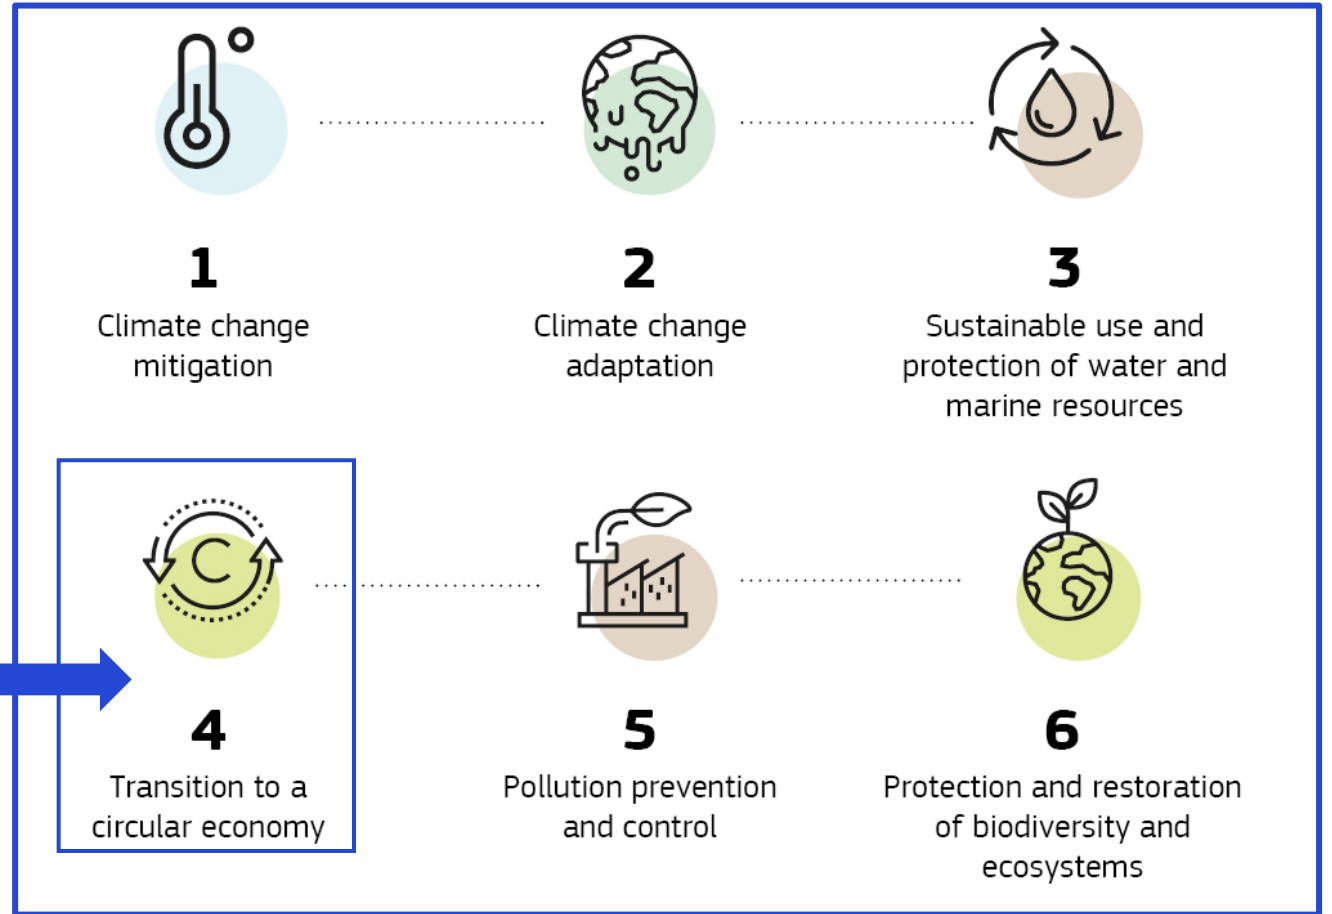 1
Climate change
mitigation
2
Climate change
adaptation
3
Sustainable use and
protection of water and
marine resources
C
4
Transition to a
circular economy
5
Pollution prevention
and control
6
Protection and restoration
of biodiversity and
ecosystems